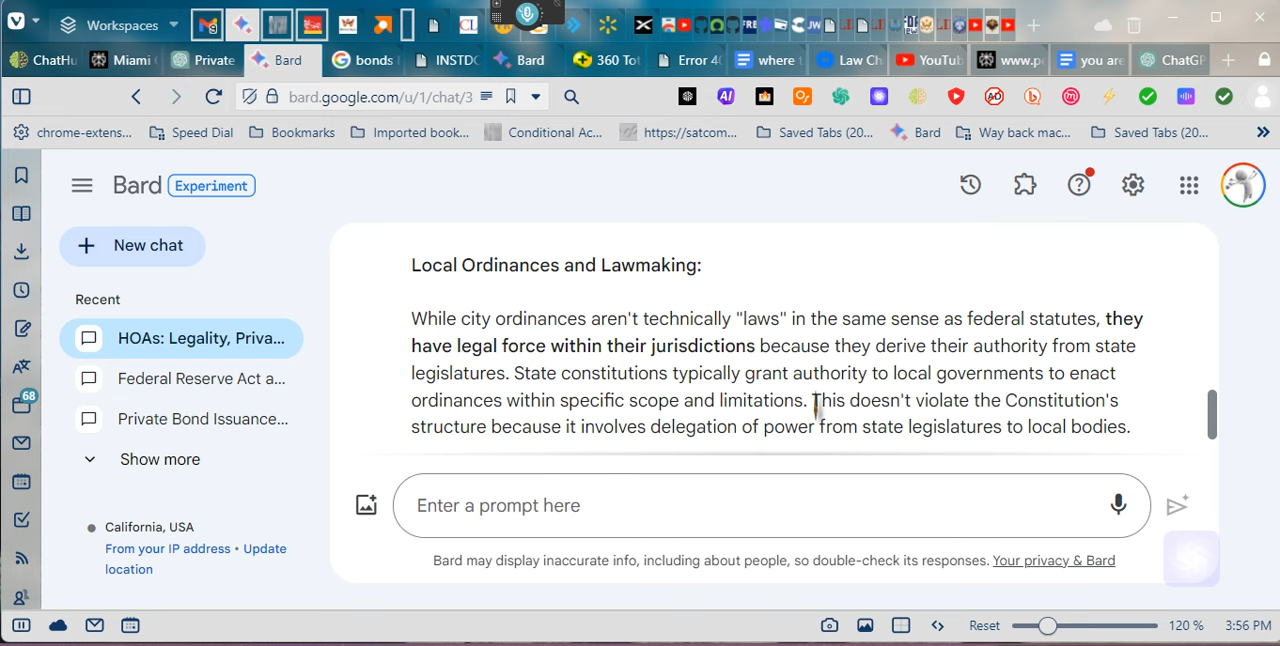 Workspaces
ChatHu
Miami
Private
Bard
bonds
INSTDC
Bard
360 Tot
Error 4
where t
Law Ch
YouTub
www.p
you are
ChatGP
bard.google.com/u/1/chat/3
chrome-extens...
Speed Dial
Bookmarks
Imported book...
Conditional Ac...
https://satcom...
Saved Tabs (20...
Bard
Way back mac...
Saved Tabs (20...
Bard Experiment
New chat
Recent
HOAs: Legality, Priva...
Federal Reserve Act a...
Private Bond Issuance...
Show more
California, USA
From your IP address • Update
location
Local Ordinances and Lawmaking:
While city ordinances aren't technically "laws" in the same sense as federal statutes, they
have legal force within their jurisdictions because they derive their authority from state
legislatures. State constitutions typically grant authority to local governments to enact
ordinances within specific scope and limitations. This doesn't violate the Constitution's
structure because it involves delegation of power from state legislatures to local bodies.
Enter a prompt here
Bard may display inaccurate info, including about people, so double-check its responses. Your privacy & Bard
68
Reset
120 %
3:56 PM